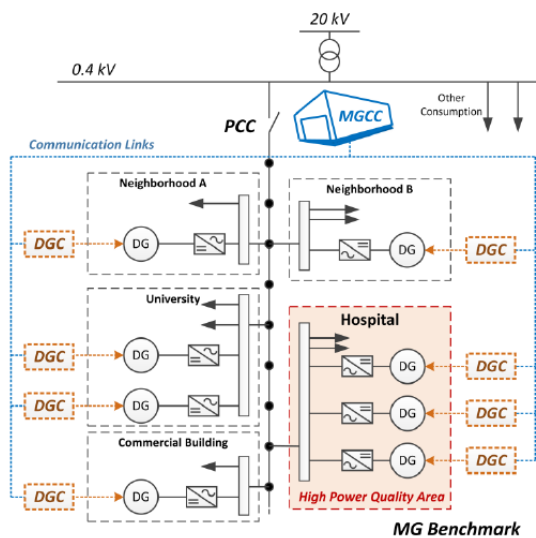 20 kV
0.4 kV
PCC
MGCC
Other
Consumption
Communication Links
Neighborhood A
Neighborhood B
DGC
DG
DG
DGC
University
Hospital
DGC
DG
DG
DGC
DGC
DG
DG
DGC
Commercial Building
DGC
DG
DG
DGC
High Power Quality Area
MG Benchmark